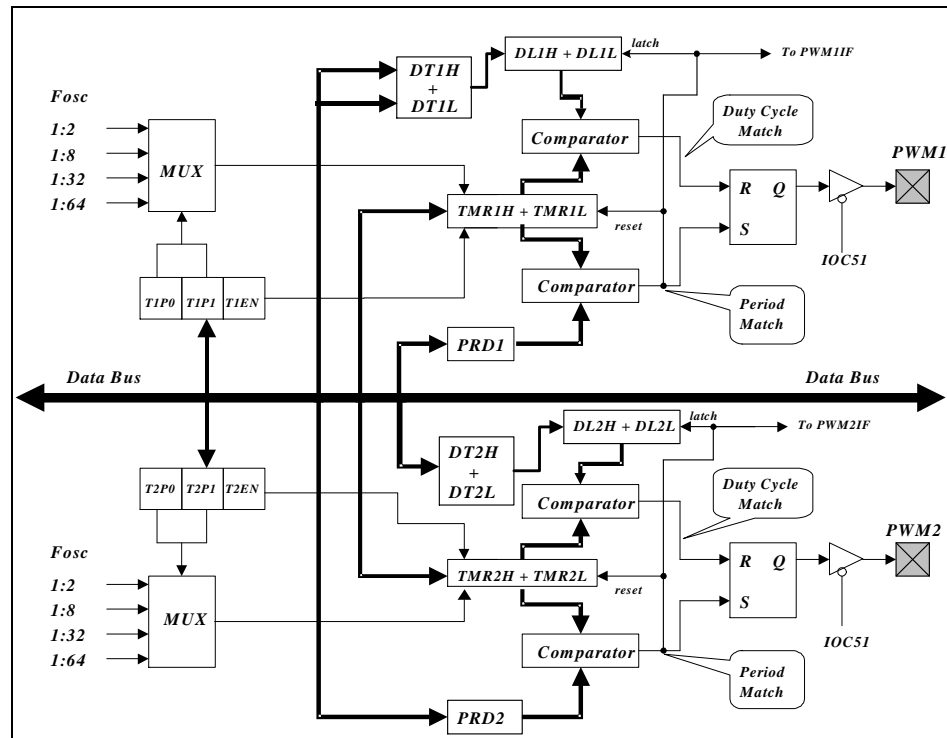 latch
DL1H + DL1L
To PWM1IF
DT1H
+
DT1L
Fosc
1:2
1:8
1:32
1:64
MUX
Duty Cycle
Match
Comparator
PWM1
R Q
S
TMR1H + TMR1L
reset
IOC51
T1P0 T1P1 T1EN
Comparator
Period
Match
PRD1
Data Bus
Data Bus
latch
DL2H + DL2L
To PWM2IF
DT2H
+
DT2L
T2P0 T2P1 T2EN
Duty Cycle
Match
Comparator
PWM2
Fosc
1:2
1:8
1:32
1:64
MUX
R Q
S
TMR2H + TMR2L
reset
IOC51
Comparator
Period
Match
PRD2